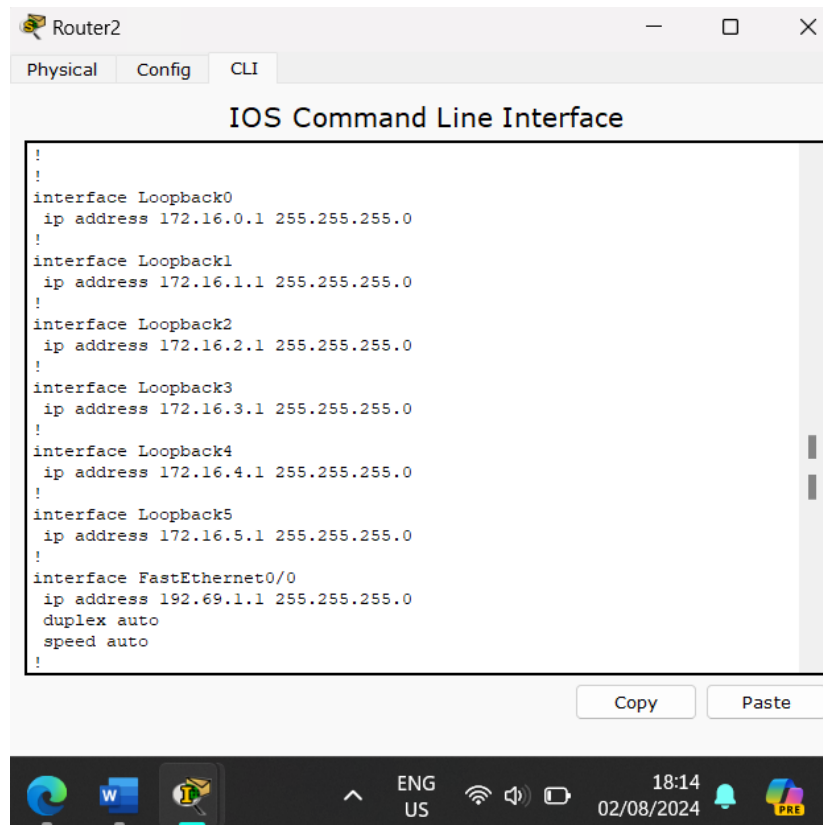 Router2
Physical Config CLI
IOS Command Line Interface
!
!
interface Loopback0
 ip address 172.16.0.1 255.255.255.0
!
interface Loopback1
 ip address 172.16.1.1 255.255.255.0
!
interface Loopback2
 ip address 172.16.2.1 255.255.255.0
!
interface Loopback3
 ip address 172.16.3.1 255.255.255.0
!
interface Loopback4
 ip address 172.16.4.1 255.255.255.0
!
interface Loopback5
 ip address 172.16.5.1 255.255.255.0
!
interface FastEthernet0/0
 ip address 192.69.1.1 255.255.255.0
 duplex auto
 speed auto
!
Copy Paste
W ENG 18:14
US 02/08/2024 PRE